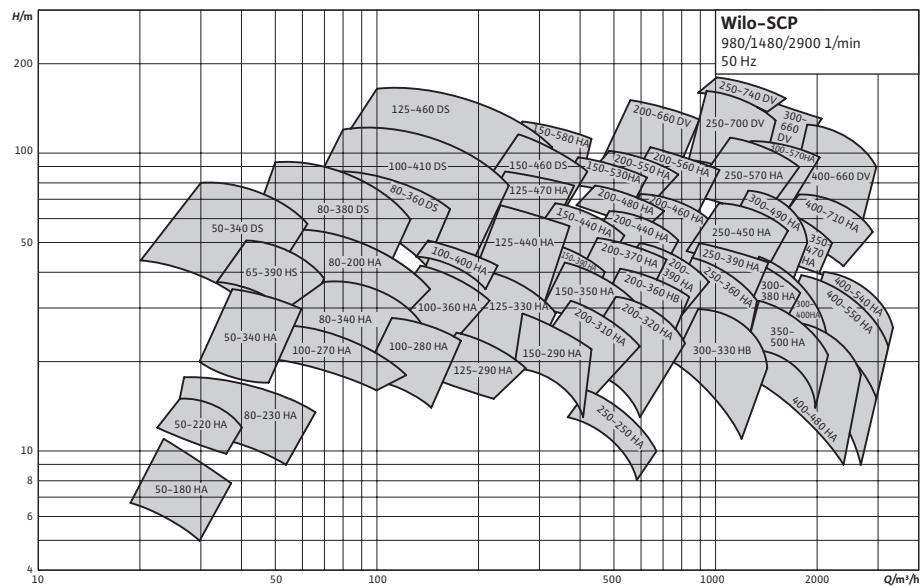 H/m
Wilo-SCP
980/1480/2900 1/min
50 Hz
200
100
80
60
50
40
30
20
10
8
6
4
10
20
50
100
200
500
1000
2000
Q/m³/h
250-740 DV
125-460 DS
200-660 DV
250-700 DV
300-660 DV
150-580 HA
300-570HA
100-410 DS
150-460 DS
150-530HA
200-550 HA
200-560 HA
250-570 HA
400-660 DV
80-360 DS
125-470 HA
200-480 HA
200-460 HA
300-490 HA
400-710 HA
50-340 DS
80-380 DS
150-440 HA
200-440 HA
250-450 HA
350-470 HA
125-440 HA
100-400 HA
150-390 HA
200-370 HA
200-390 HA
250-390 HA
65-390 HS
80-200 HA
150-350 HA
200-360 HB
250-360 HA
300-380 HA
400-540 HA
400-550 HA
100-360 HA
125-330 HA
300-400HA
50-340 HA
80-340 HA
200-310 HA
200-320 HA
350-500 HA
100-270 HA
100-280 HA
125-290 HA
150-290 HA
300-330 HB
400-480 HA
50-220 HA
80-230 HA
250-250 HA
50-180 HA